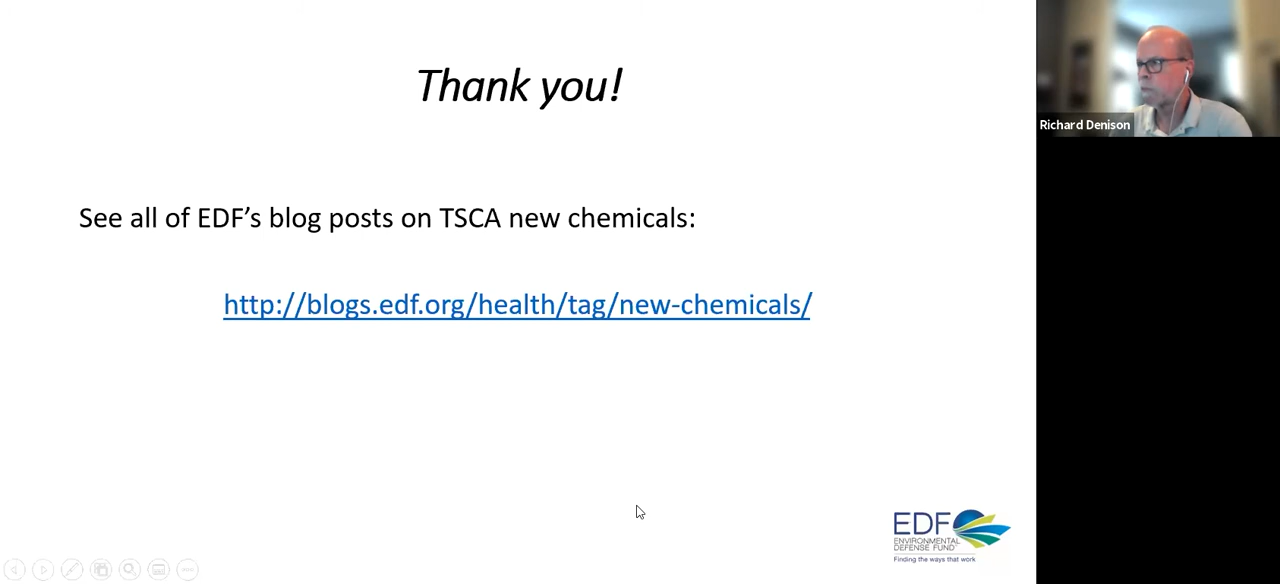 Thank you!
See all of EDF’s blog posts on TSCA new chemicals:
http://blogs.edf.org/health/tag/new-chemicals/
Richard Denison
EDF
ENVIRONMENTAL
DEFENSE FUND
Finding the ways that work